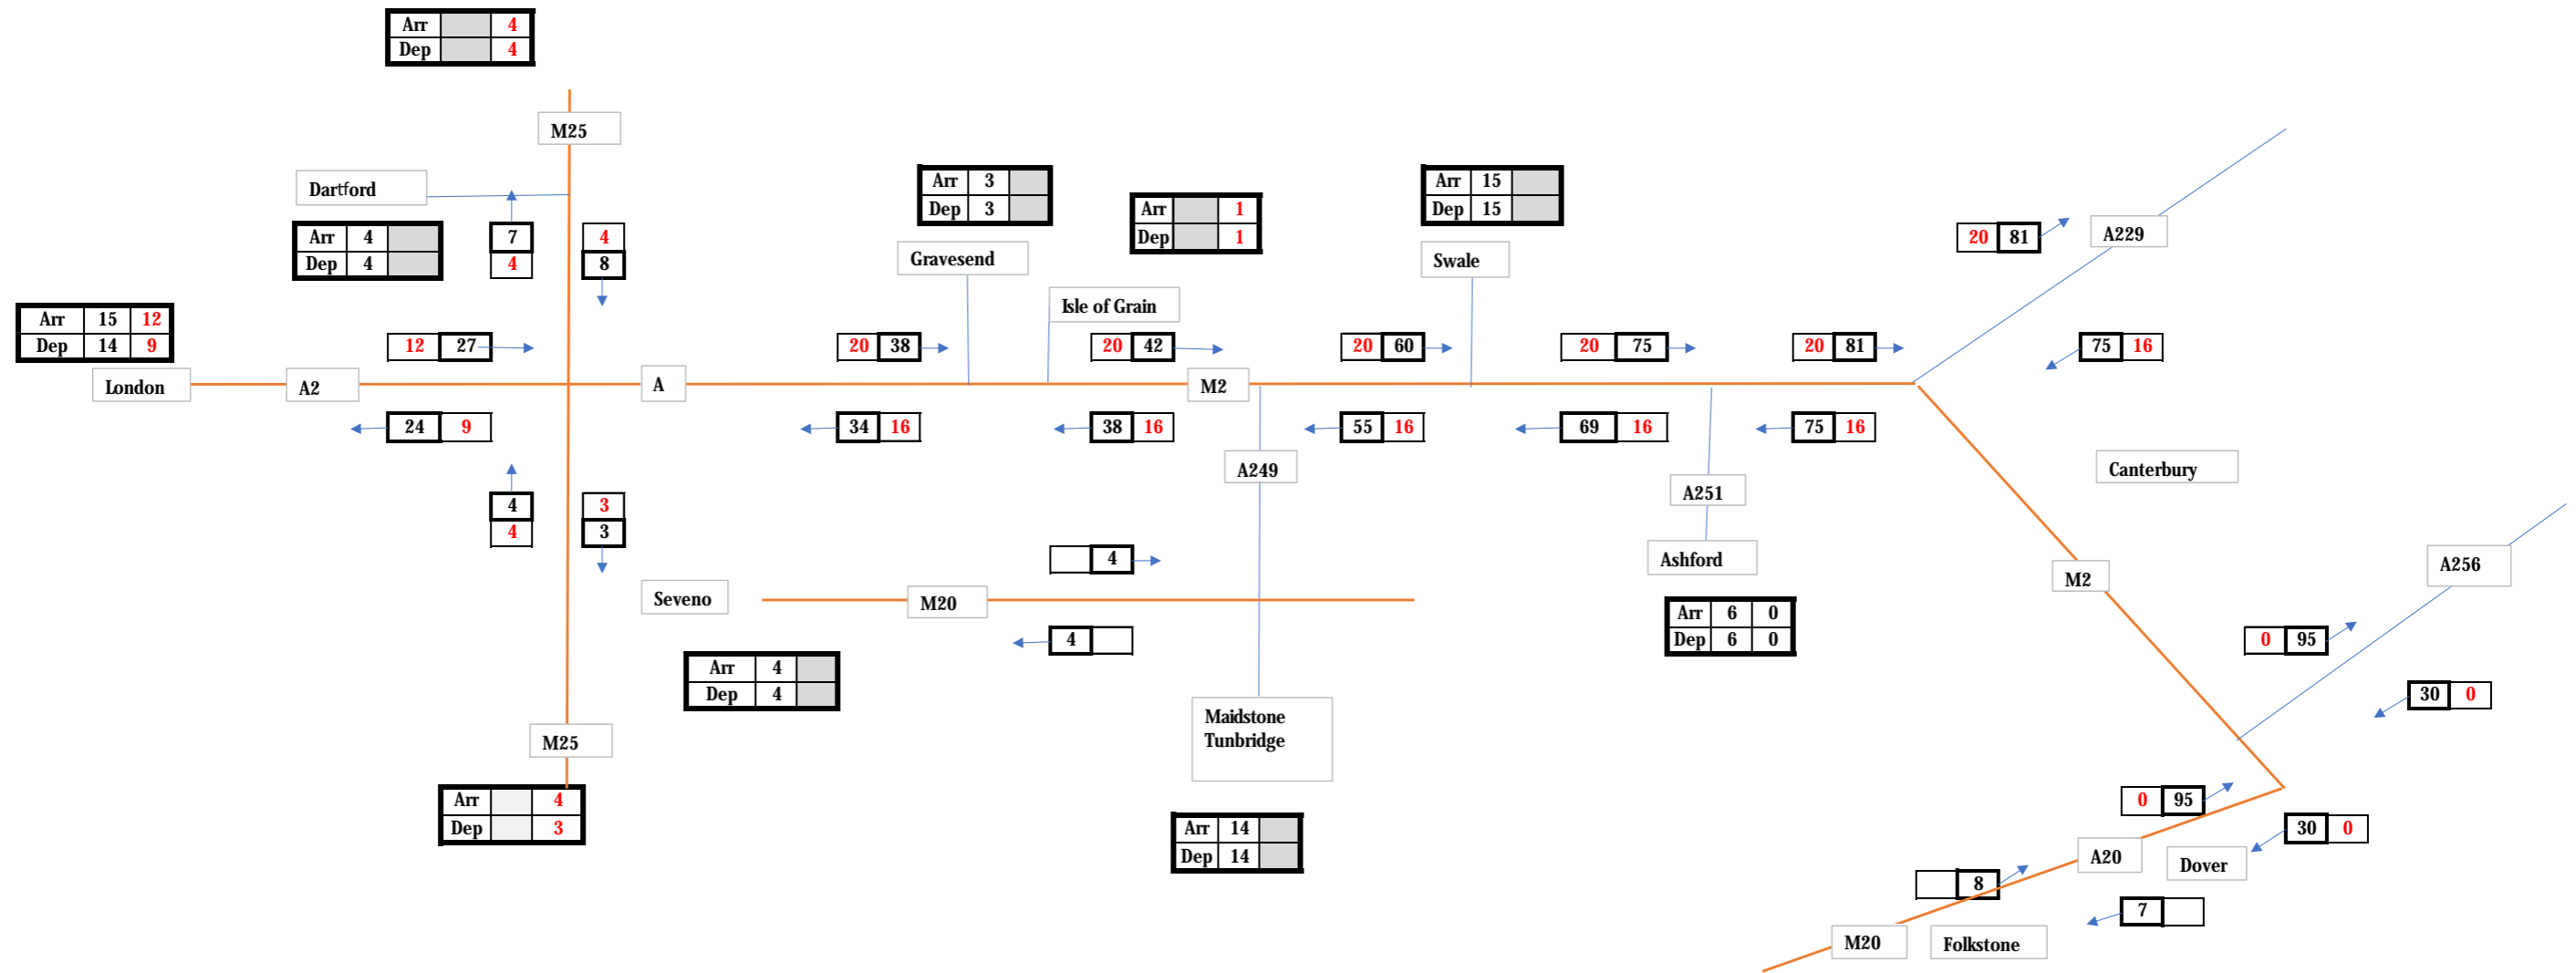 Arr 4
Dep 4
M25
Dartford
Arr 4
Dep 4
7
4
4
8
Arr 3
Dep 3
Arr 1
Dep 1
Arr 15
Dep 15
Gravesend
Swale
Isle of Grain
20 81
A229
Arr 15 12
Dep 14 9
12 27
20 38
20 42
20 60
20 75
20 81
75 16
London
A2
A
M2
24 9
34 16
38 16
55 16
69 16
75 16
A249
Canterbury
A251
4
4
3
3
4
Ashford
A256
M2
Seveno
M20
4
Arr 6 0
Dep 6 0
0 95
Arr 4
Dep 4
30 0
Maidstone
Tunbridge
M25
Arr 4
Dep 3
0 95
Arr 14
Dep 14
30 0
A20
Dover
8
7
M20
Folkstone